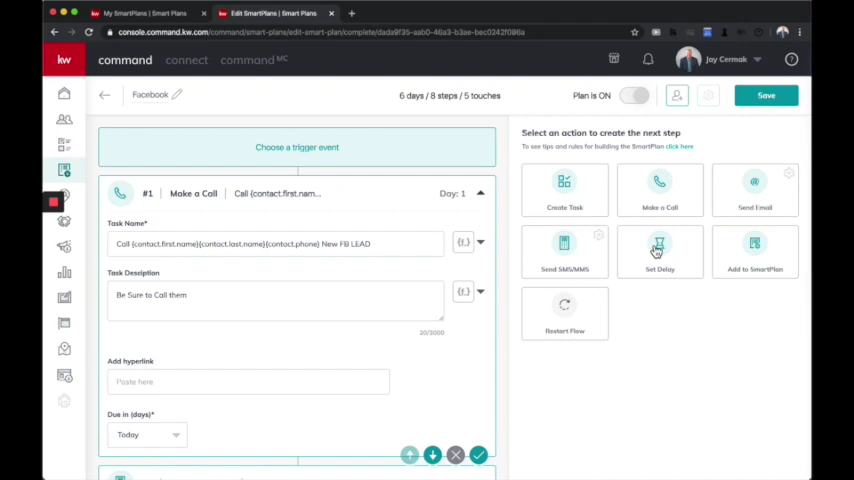 My SmartPlans | Smart Plans
Edit SmartPlans | Smart Plans
console.command.kw.com/command/smart-plans/edit-smart-plan/complete/dada9f35-aab0-46a3-b3ae-bec0242f086a
kw
command
connect
command MC
Jay Cermak
Facebook
6 days / 8 steps / 5 touches
Plan is ON
Save
Choose a trigger event
#1
Make a Call
Call {contact.first.nam...
Day: 1
Task Name*
Call {contact.first.name}{contact.last.name}{contact.phone} New FB LEAD
{f.}
Task Desciption
Be Sure to Call them
{f.}
20/3000
Add hyperlink
Paste here
Due in (days)*
Today
Select an action to create the next step
To see tips and rules for building the SmartPlan click here
Create Task
Make a Call
Send Email
Send SMS/MMS
Set Delay
Add to SmartPlan
Restart Flow